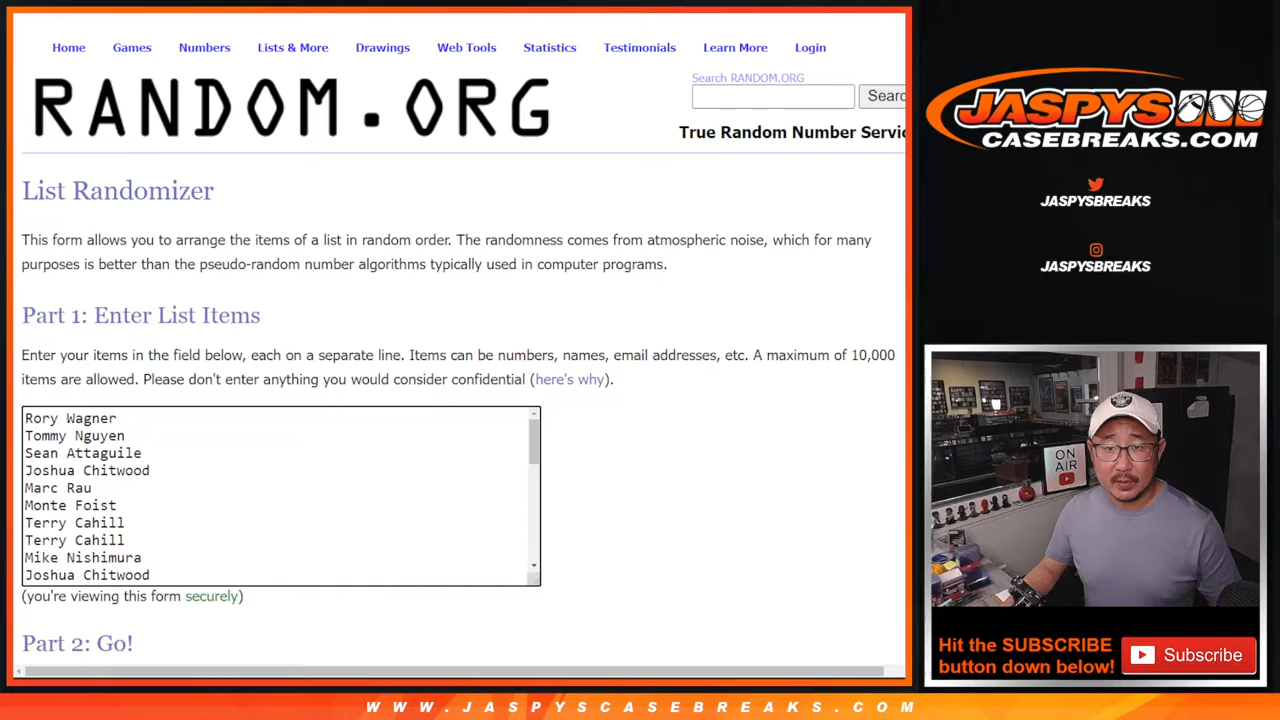 Home Games Numbers Lists & More Drawings Web Tools Statistics Testimonials Learn More Login
Search RANDOM.ORG
RANDOM.ORG
True Random Number Servic
List Randomizer
This form allows you to arrange the items of a list in random order. The randomness comes from atmospheric noise, which for many
purposes is better than the pseudo-random number algorithms typically used in computer programs.
Part 1: Enter List Items
Enter your items in the field below, each on a separate line. Items can be numbers, names, email addresses, etc. A maximum of 10,000
items are allowed. Please don't enter anything you would consider confidential (here's why).
Rory Wagner
Tommy Nguyen
Sean Attaguile
Joshua Chitwood
Marc Rau
Monte Foist
Terry Cahill
Terry Cahill
Mike Nishimura
Joshua Chitwood
(you're viewing this form securely)
Part 2: Go!
JASPYS
CASEBREAKS.COM
JASPYSBREAKS
JASPYSBREAKS
ON
AIR
Hit the SUBSCRIBE
button down below!
Subscribe
WWW.JASPYSCASEBREAKS.COM